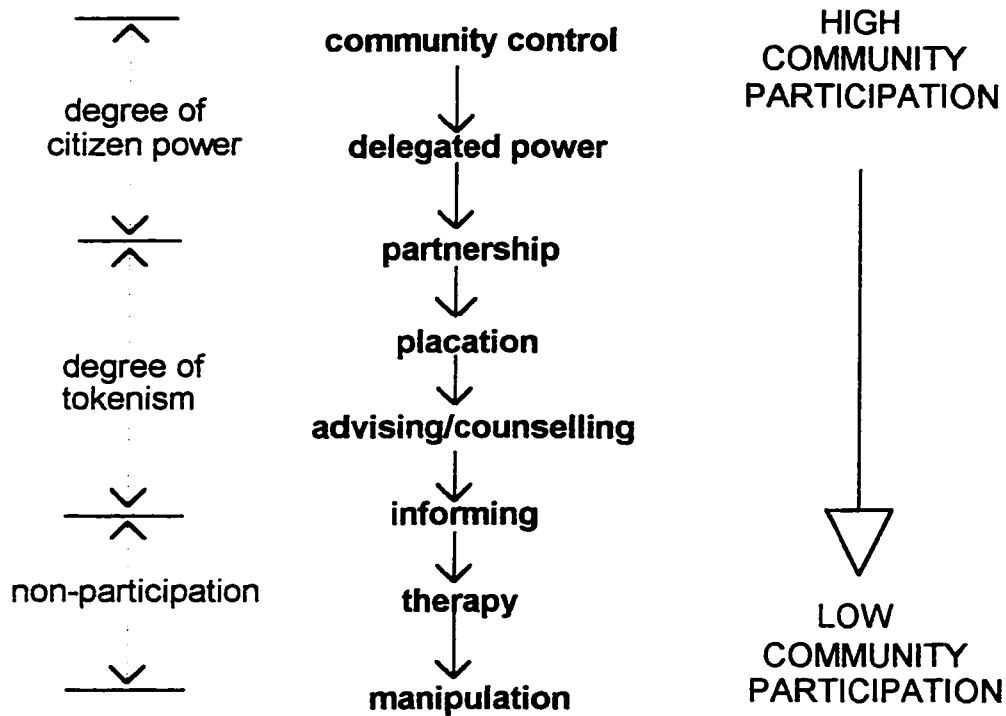 degree of
citizen power
degree of
tokenism
non-participation
community control
delegated power
partnership
placation
advising/counselling
informing
therapy
manipulation
HIGH
COMMUNITY
PARTICIPATION
LOW
COMMUNITY
PARTICIPATION